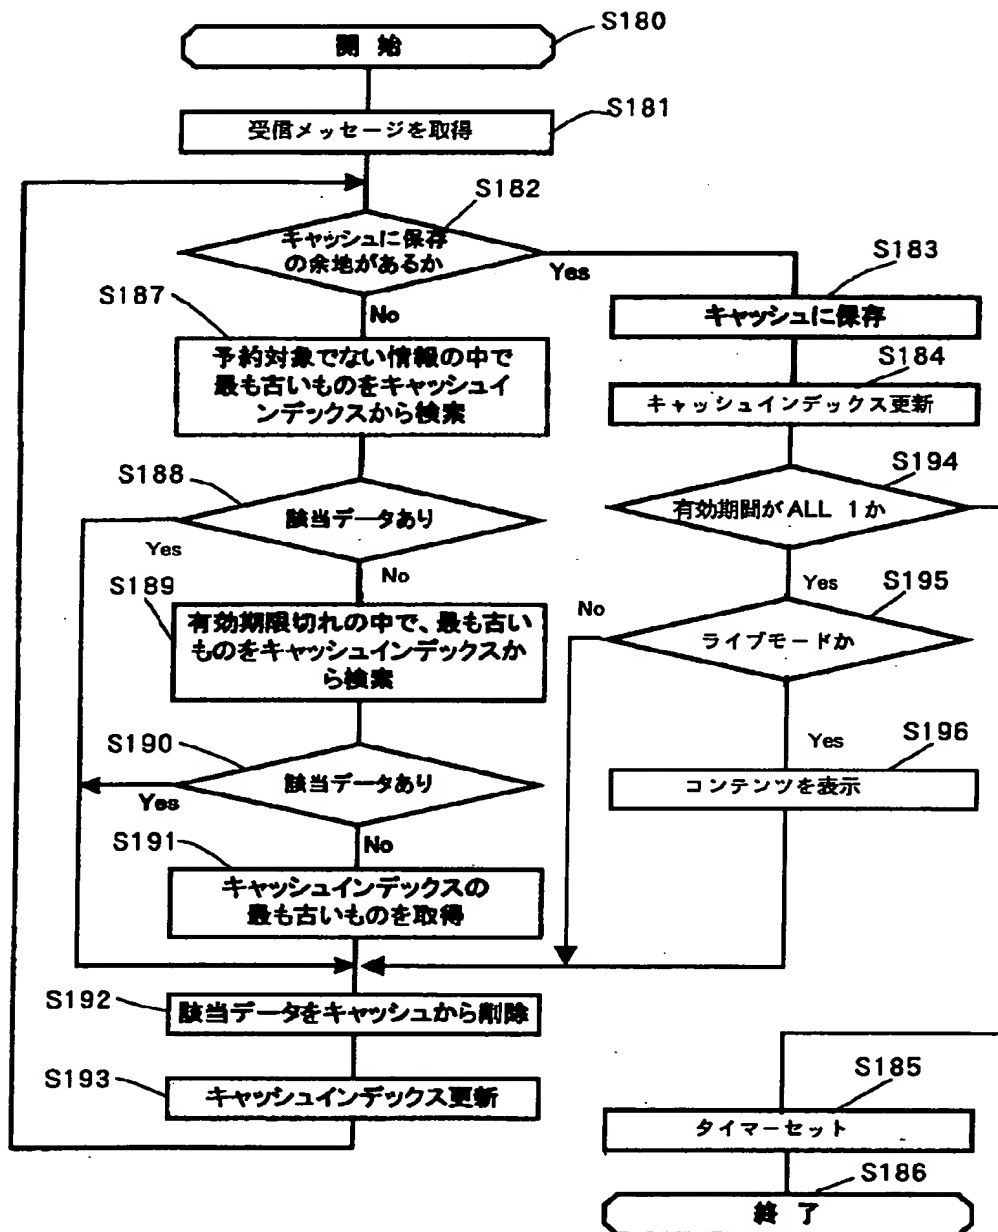 S180
開始
S181
受信メッセージを取得
S182
キャッシュに保存
の余地があるか
Yes
No
S187
予約対象でない情報の中で
最も古いものをキャッシュイ
ンデックスから検索
S188
該当データあり
Yes
No
S189
有効期限切れの中で、最も古い
ものをキャッシュインデックスか
ら検索
S190
該当データあり
Yes
No
S191
キャッシュインデックスの
最も古いものを取得
S192
該当データをキャッシュから削除
S193
キャッシュインデックス更新
S183
キャッシュに保存
S184
キャッシュインデックス更新
S194
有効期間がALL 1か
Yes
S195
No
ライブモードか
Yes
S196
コンテンツを表示
S185
タイマーセット
S186
終了